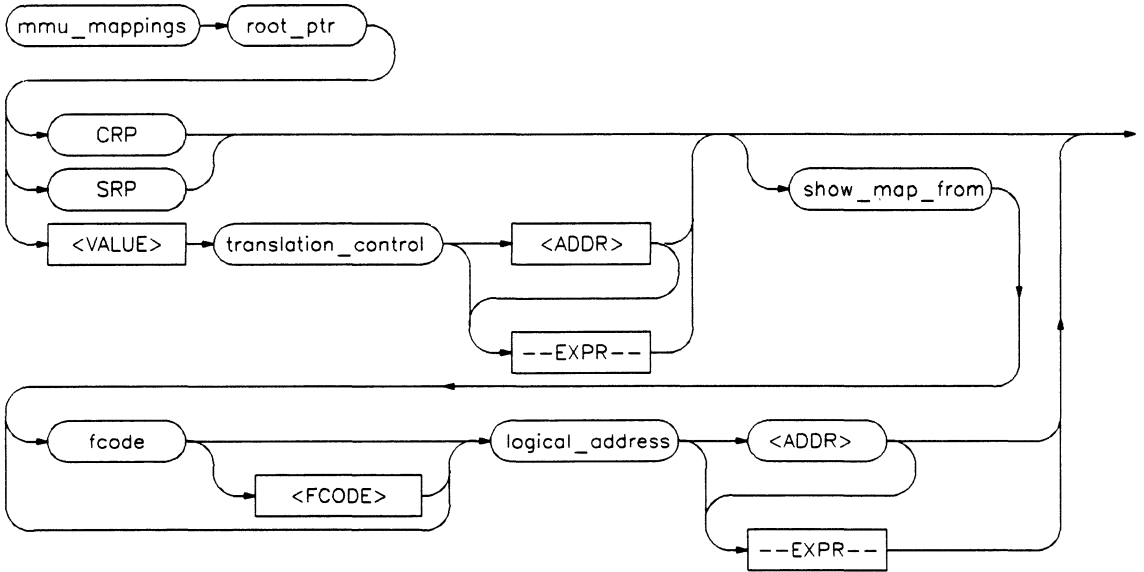 mmu_mappings root_ptr
CRP
SRP show_map_from
<VALUE> translation_control <ADDR>
--EXPR--
fcode logical_address <ADDR>
<FCODE>
--EXPR--